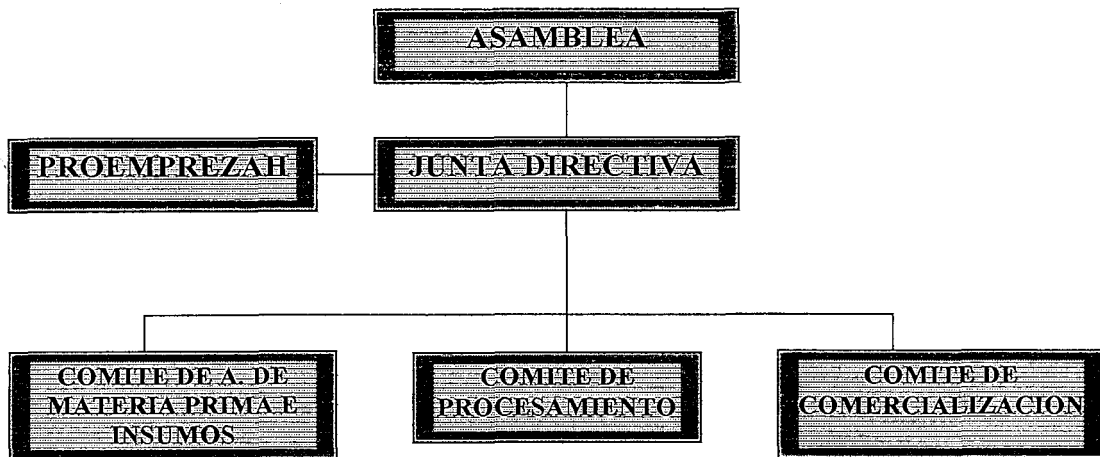 ASAMBLEA
PROEMPREZAH
JUNTA DIRECTIVA
COMITE DE A. DE
MATERIA PRIMA E
INSUMOS
COMITE DE
PROCESAMIENTO
COMITE DE
COMERCIALIZACION